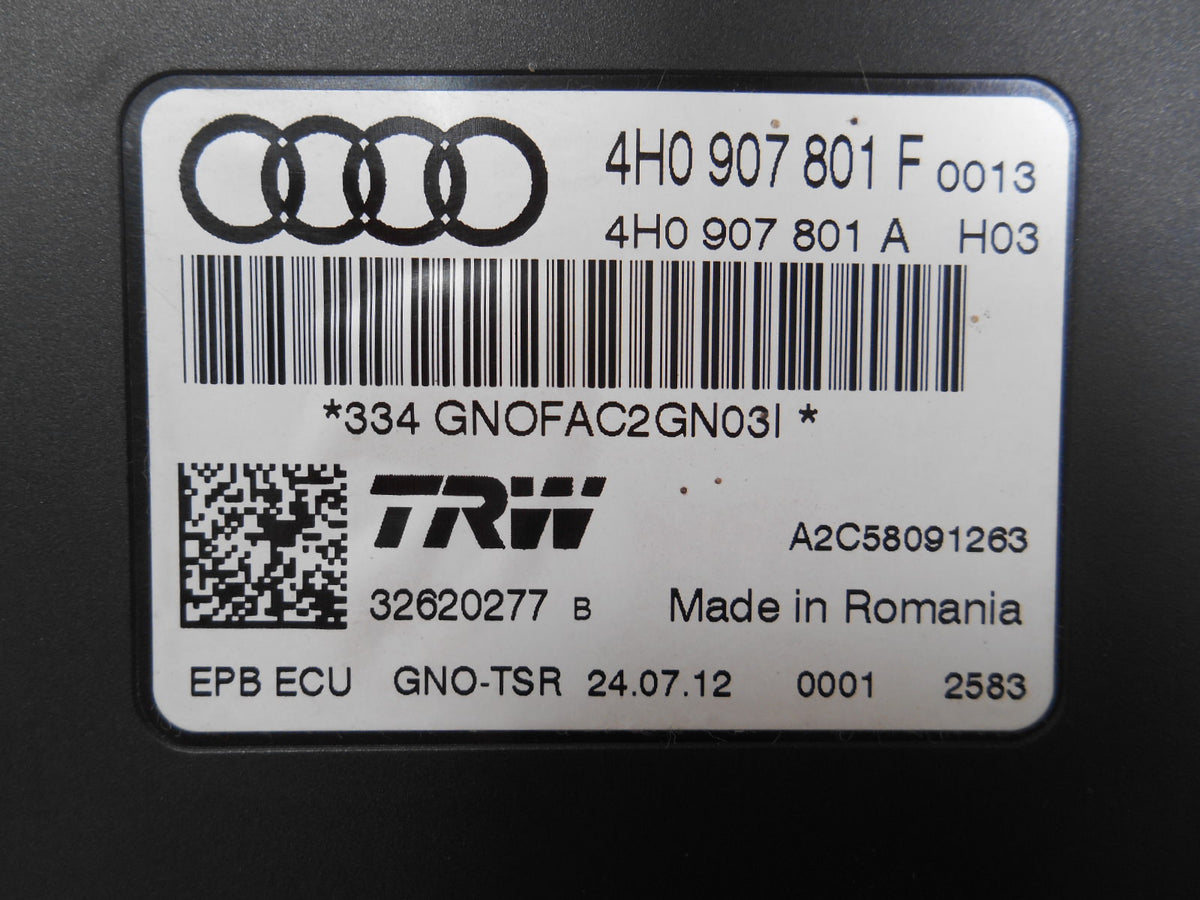 4H0 907 801 F 0013
4H0 907 801 A H03
*334 GNOFAC2GN03I *
TRW
A2C58091263
32620277 B Made in Romania
EPB ECU GNO-TSR 24.07.12 0001 2583